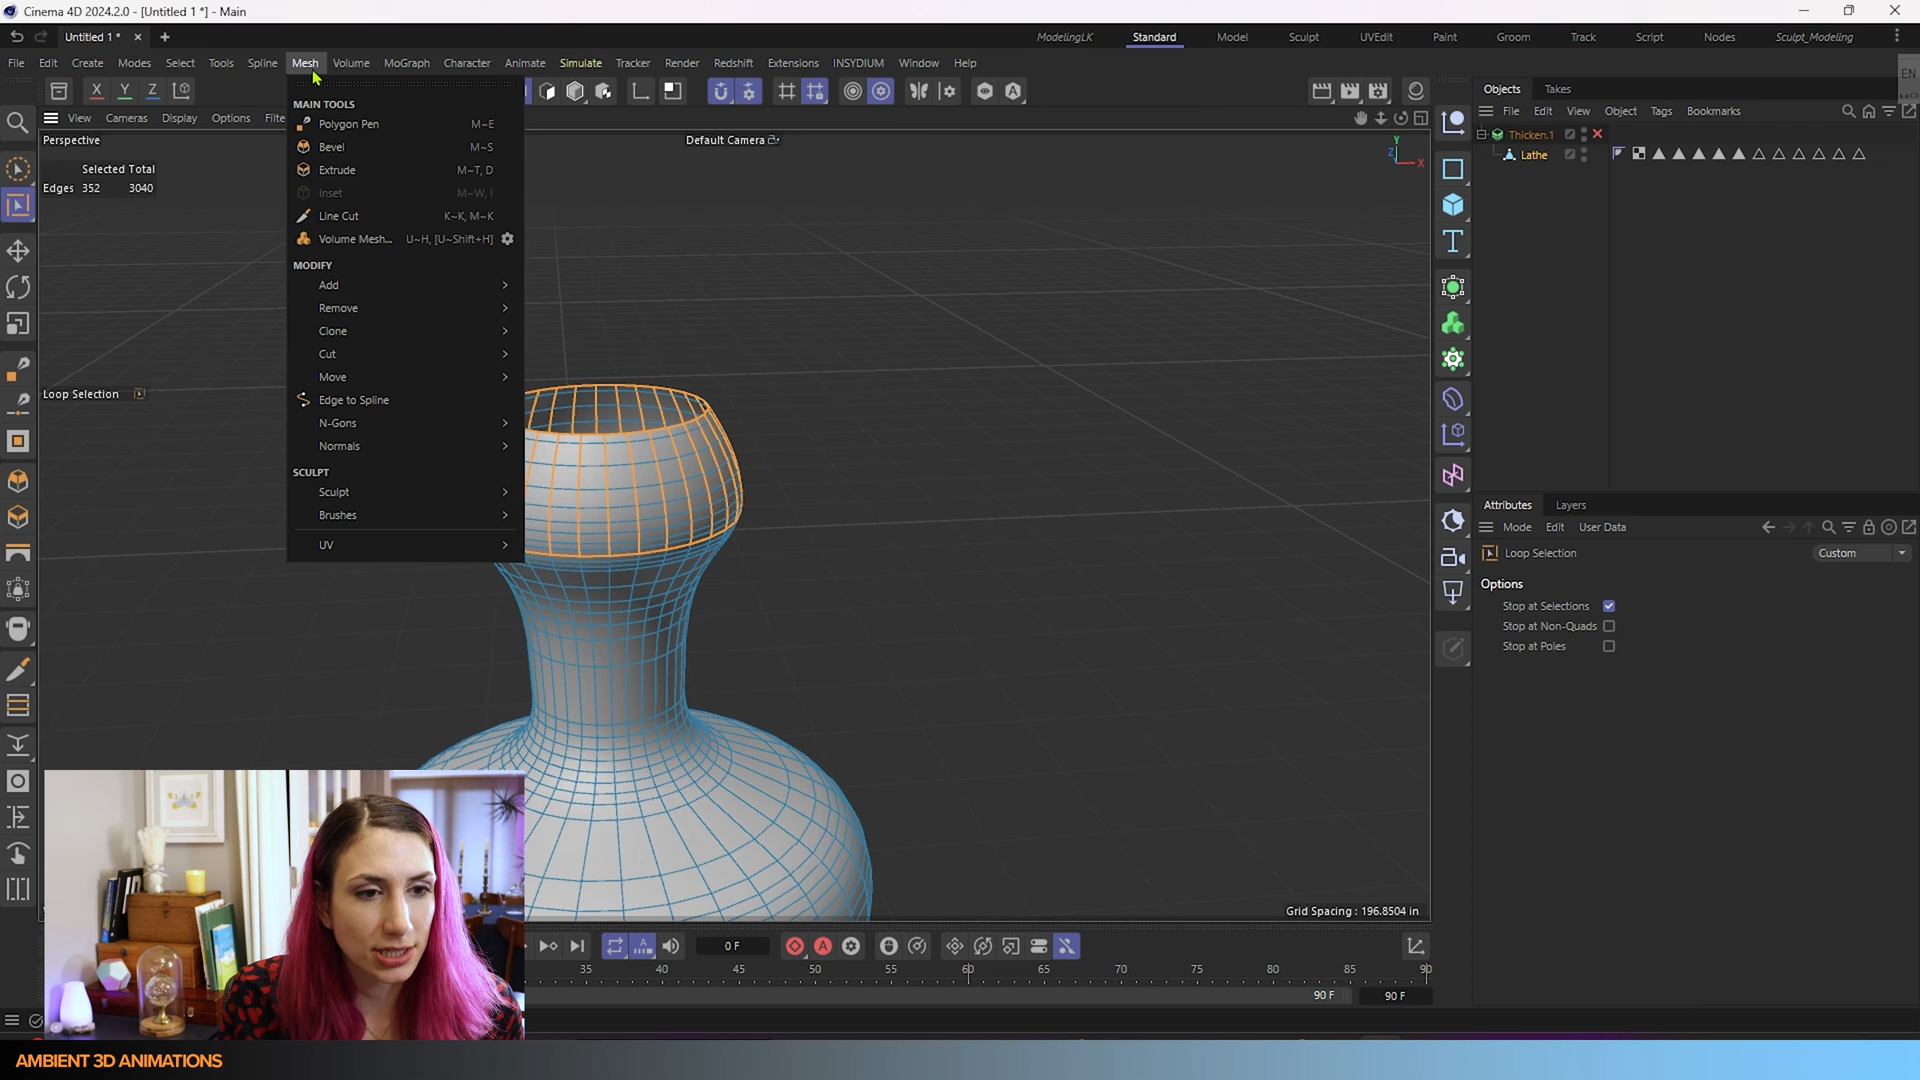 Cinema 4D 2024.2.0 - [Untitled 1 *] - Main
Untitled 1 *
ModelingLK Standard Model Sculpt UVEdit Paint Groom Track Script Nodes Sculpt_Modeling
File Edit Create Modes Select Tools Spline Mesh Volume MoGraph Character Animate Simulate Tracker Render Redshift Extensions INSYDIUM Window Help
EN
X Y Z
Objects Takes
View Cameras Display Options Filte
File Edit View Object Tags Bookmarks
Perspective
Default Camera
Y
Z
X
Selected Total
Edges 352 3040
Loop Selection
MAIN TOOLS
Polygon Pen M~E
Bevel M~S
Extrude M~T, D
Inset M~W, I
Line Cut K~K, M~K
Volume Mesh... U~H, [U~Shift+H]
MODIFY
Add
Remove
Clone
Cut
Move
Edge to Spline
N-Gons
Normals
SCULPT
Sculpt
Brushes
UV
Thicken.1
Lathe
Attributes Layers
Mode Edit User Data
Loop Selection Custom
Options
Stop at Selections
Stop at Non-Quads
Stop at Poles
Grid Spacing : 196.8504 in
0 F
35 40 45 50 55 60 65 70 75 80 85 90
90 F 90 F
AMBIENT 3D ANIMATIONS